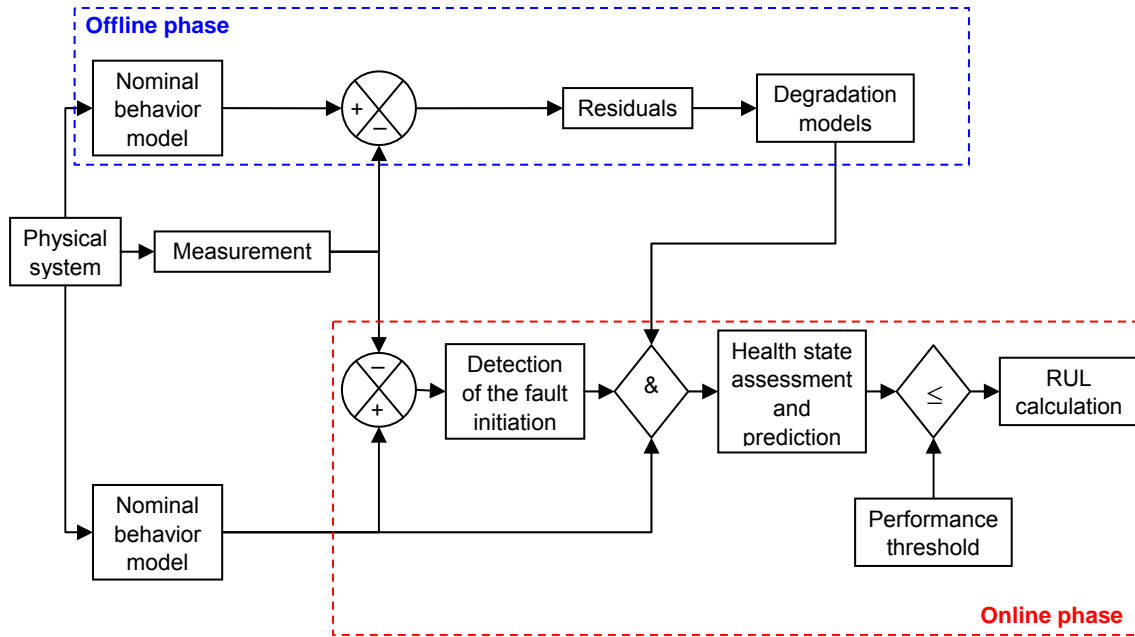 Offline phase
Nominal
behavior
model
+
−
Residuals
Degradation
models
Physical
system
Measurement
−
+
Detection
of the fault
initiation
&
Health state
assessment
and
prediction
≤
RUL
calculation
Nominal
behavior
model
Performance
threshold
Online phase